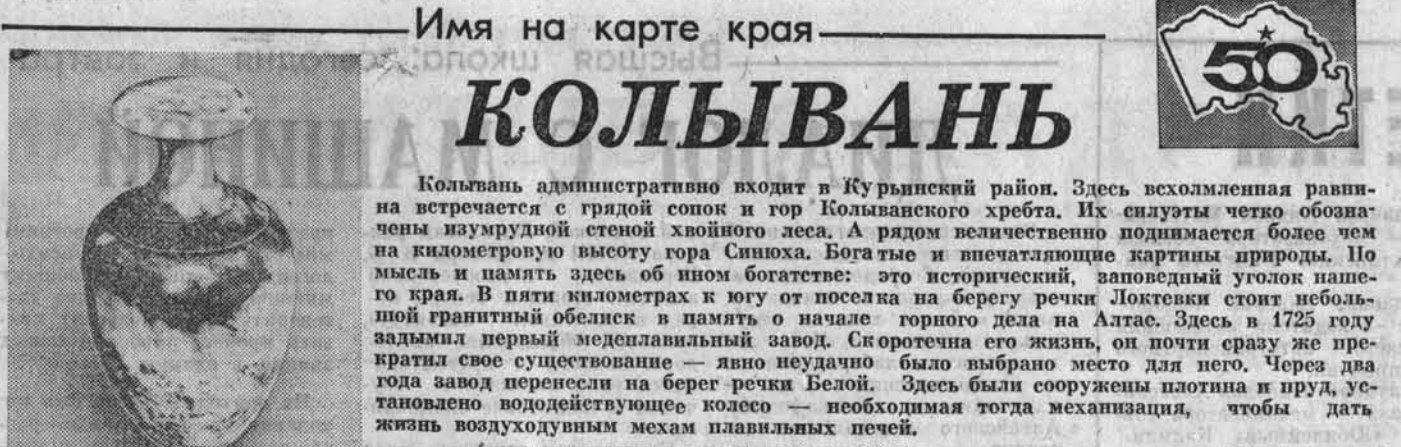 Имя на карте края
50
КОЛЫВАНЬ
Колывань административно входит в Курьинский район. Здесь всхолмленная равни-
на встречается с грядой сопок и гор Колыванского хребта. Их силуэты четко обозна-
чены изумрудной стеной хвойного леса. А рядом величественно поднимается более чем
на километровую высоту гора Синюха. Богатые и впечатляющие картины природы. Но
мысль и память здесь об ином богатстве: это исторический, заповедный уголок наше-
го края. В пяти километрах к югу от поселка на берегу речки Локтевки стоит неболь-
шой гранитный обелиск в память о начале горного дела на Алтае. Здесь в 1725 году
задымил первый медеплавильный завод. Скоротечна его жизнь, он почти сразу же пре-
кратил свое существование — явно неудачно было выбрано место для него. Через два
года завод перенесли на берег речки Белой. Здесь были сооружены плотина и пруд, ус-
тановлено вододействующее колесо — необходимая тогда механизация, чтобы дать
жизнь воздуходувным мехам плавильных печей.